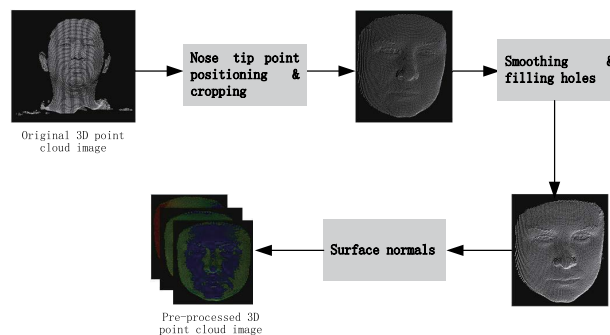 Original 3D point
cloud image
Nose tip point
positioning &
cropping
Smoothing &
filling holes
Surface normals
Pre-processed 3D
point cloud image